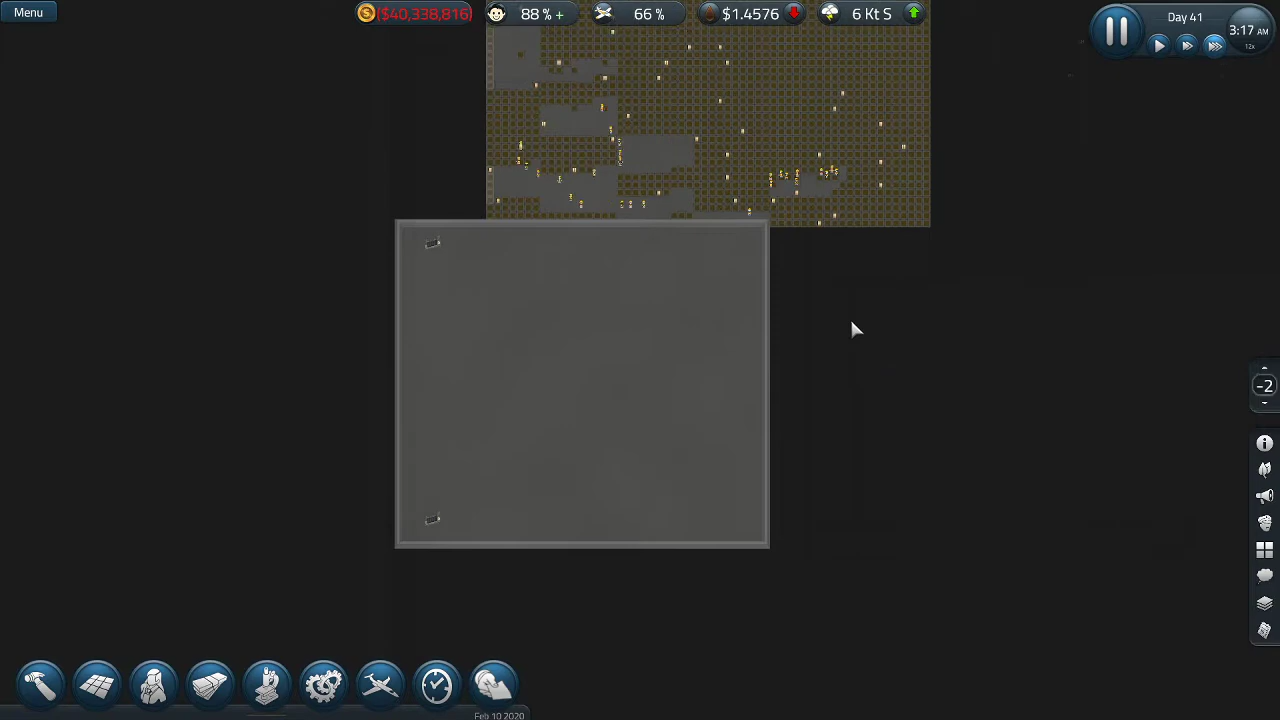 Menu
($40,338,816)
88 % +
66 %
$1.4576
6 Kt S
Day 41
3:17 AM
12x
-2
Feb 10 2020